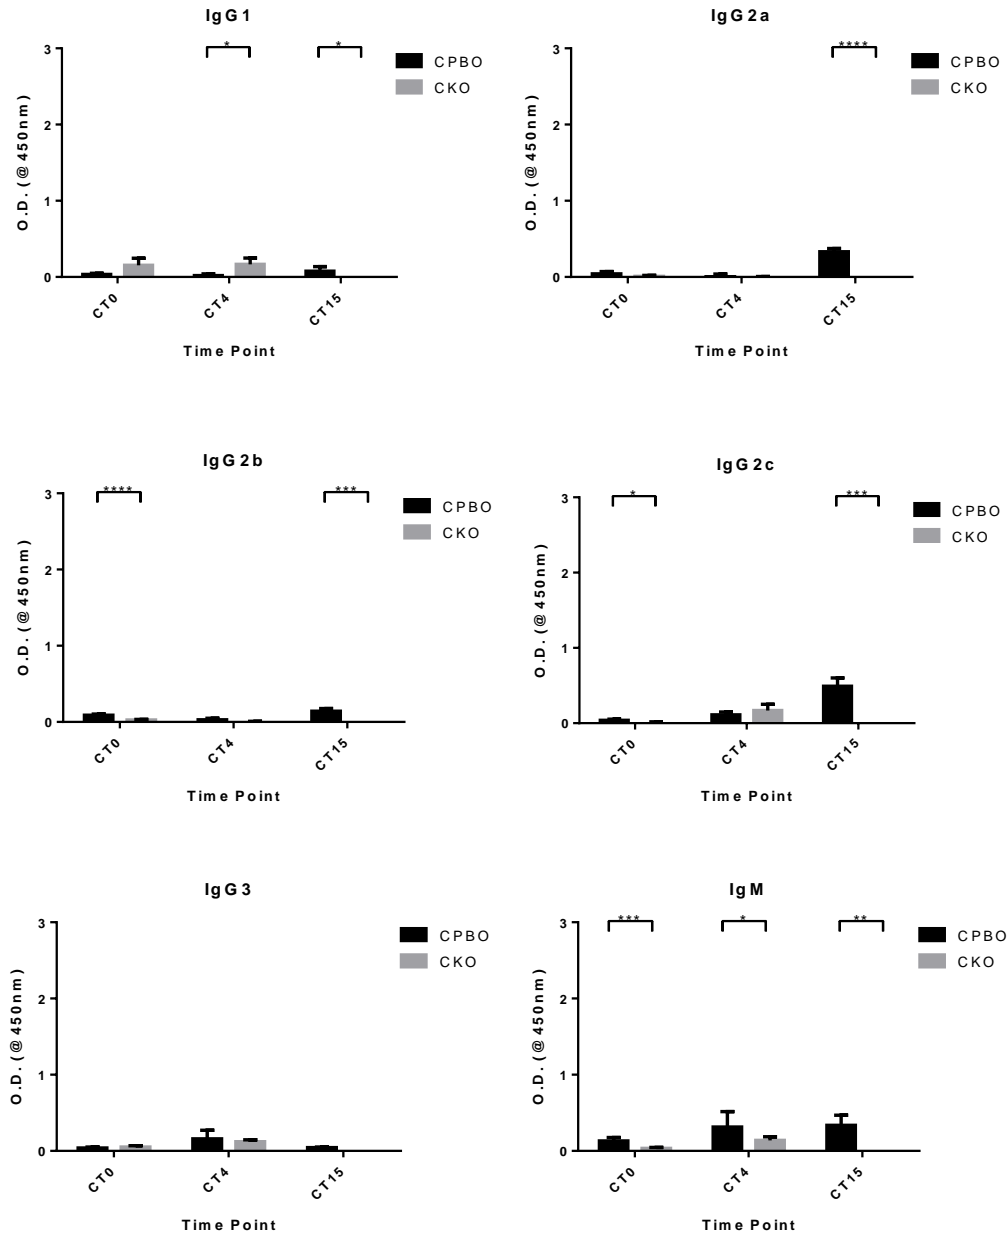 IgG1
*
*
CPBO
CKO
3
2
1
0
O.D. (@450nm)
CT0
CT4
CT15
Time Point
IgG2a
****
CPBO
CKO
3
2
1
0
O.D. (@450nm)
CT0
CT4
CT15
Time Point
IgG2b
****
***
CPBO
CKO
3
2
1
0
O.D. (@450nm)
CT0
CT4
CT15
Time Point
IgG2c
*
***
CPBO
CKO
3
2
1
0
O.D. (@450nm)
CT0
CT4
CT15
Time Point
IgG3
CPBO
CKO
3
2
1
0
O.D. (@450nm)
CT0
CT4
CT15
Time Point
IgM
***
*
**
CPBO
CKO
3
2
1
0
O.D. (@450nm)
CT0
CT4
CT15
Time Point